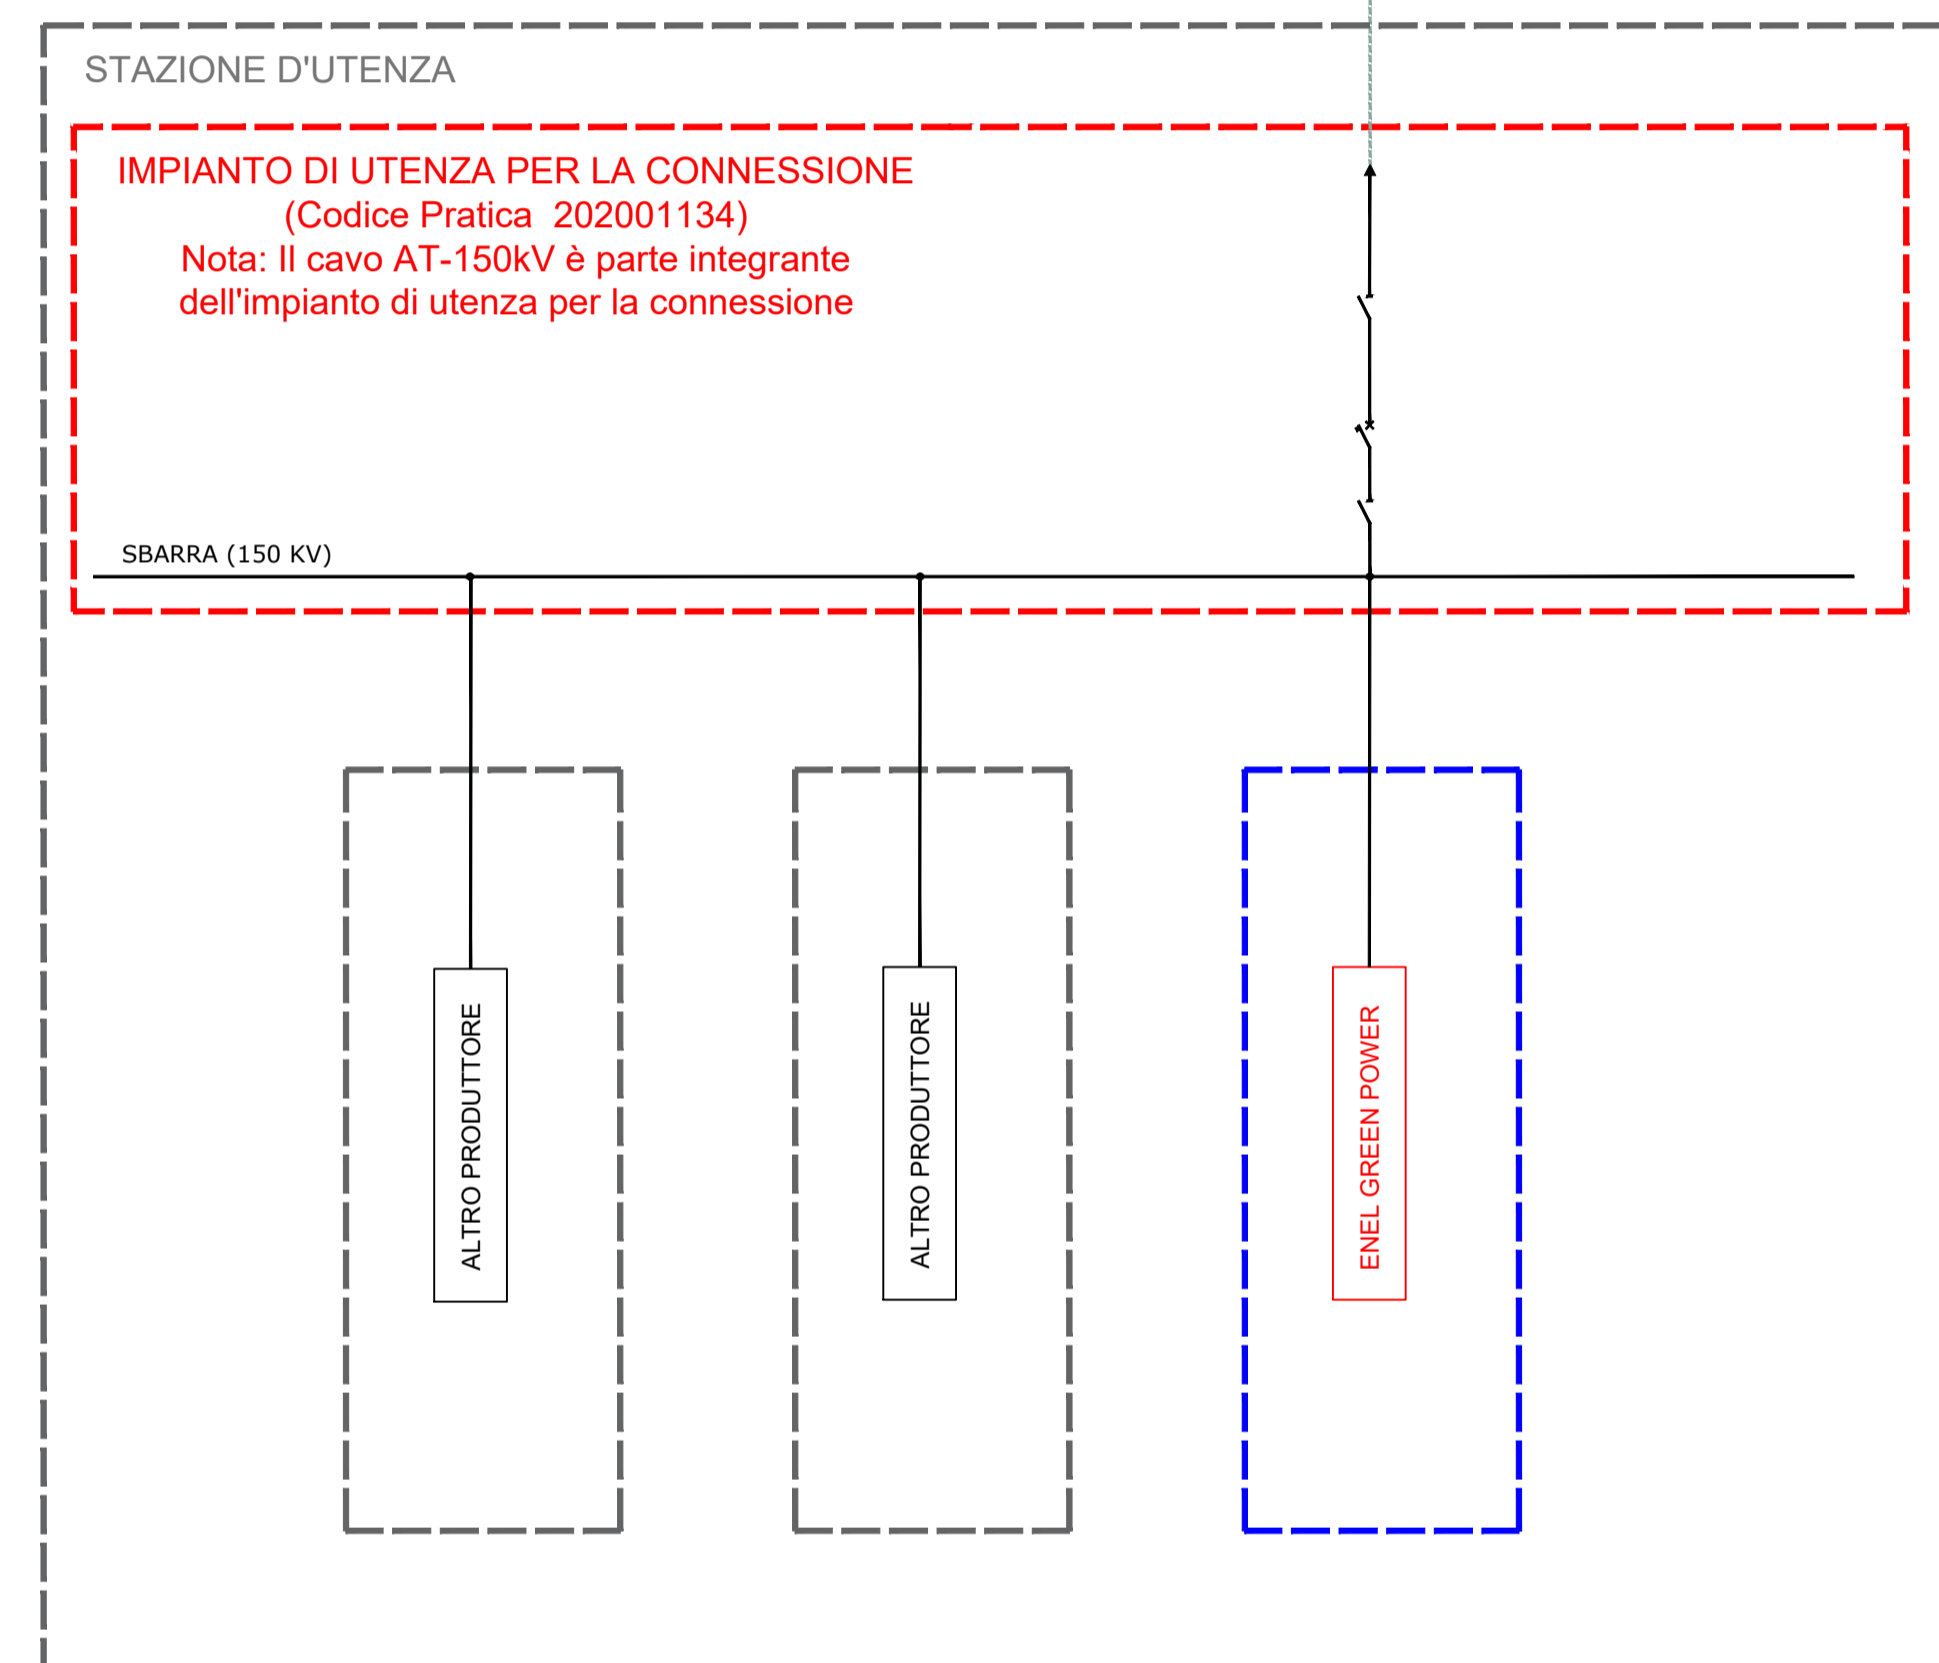 STAZIONE D'UTENZA
IMPIANTO DI UTENZA PER LA CONNESSIONE
(Codice Pratica  202001134)
Nota: Il cavo AT-150kV è parte integrante
dell'impianto di utenza per la connessione
SBARRA (150 KV)
ALTRO PRODUTTORE
ALTRO PRODUTTORE
ENEL GREEN POWER